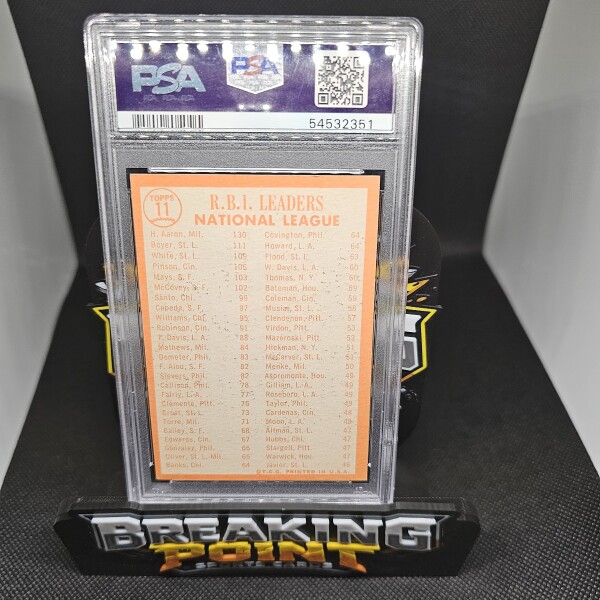 PSA
PSA
54532351
TOPPS
11
R.B.I. LEADERS
NATIONAL LEAGUE
H. Aaron, Mil. 130 Covington, Phil. 64
Boyer, St. L. 111 Howard, L. A. 64
White, St. L. 109 Flood, St. L. 63
Pinson, Cin. 106 W. Davis, L. A. 60
Mays, S. F. 103 Thomas, N. Y. 60
McCovey, S. F. 102 Bateman, Hou. 59
Santo, Chi. 99 Coleman, Cin. 59
Cepeda, S. F. 97 Musial, St. L. 58
Williams, Chi. 95 Clendenon, Pitt. 57
Robinson, Cin. 91 Virdon, Pitt. 53
T. Davis, L. A. 88 Mazeroski, Pitt. 52
Mathews, Mil. 84 Hickman, N. Y. 51
Demeter, Phil. 83 McCarver, St. L. 51
F. Alou, S. F. 82 Menke, Mil. 50
Sievers, Phil. 82 Aspromonte, Hou. 49
Callison, Phil. 78 Gilliam, L. A. 49
Fairly, L. A. 77 Roseboro, L. A. 49
Clemente, Pitt. 76 Taylor, Phil. 49
Groat, St. L. 73 Cardenas, Cin. 48
Torre, Mil. 71 Moon, L. A. 48
Bailey, S. F. 68 Altman, St. L. 47
Edwards, Cin. 67 Hubbs, Chi. 47
Gonzalez, Phil. 66 Stargell, Pitt. 47
Oliver, St. L.-Mil. 65 Warwick, Hou. 47
Banks, Chi. 64 Javier, St. L. 46
©T.C.G. PRINTED IN U.S.A.
BREAKING
POINT
SPORTS CARDS